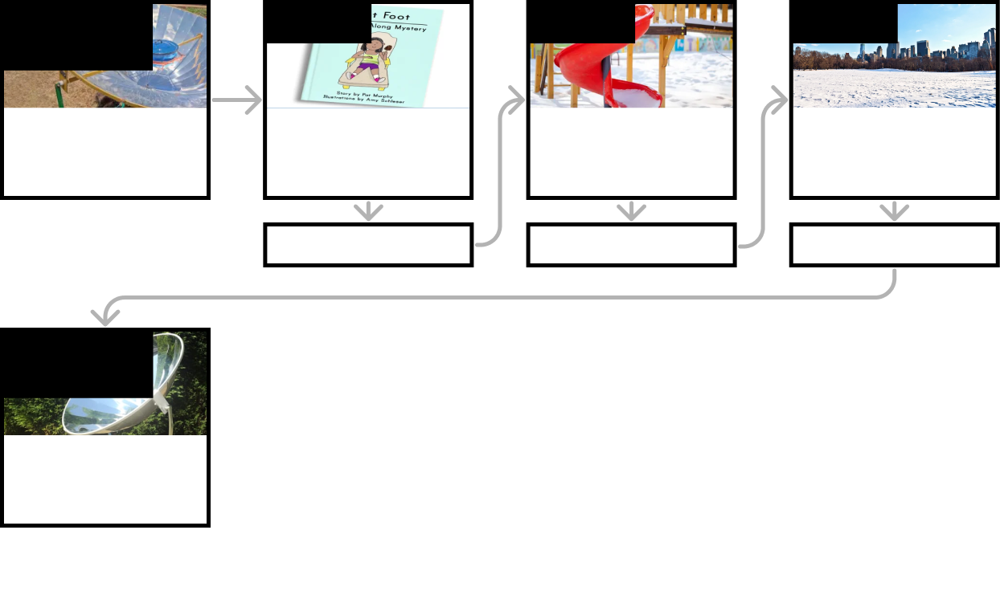 t Foot
Along Mystery
Story by Pat Murphy
Illustrations by Amy Schleser